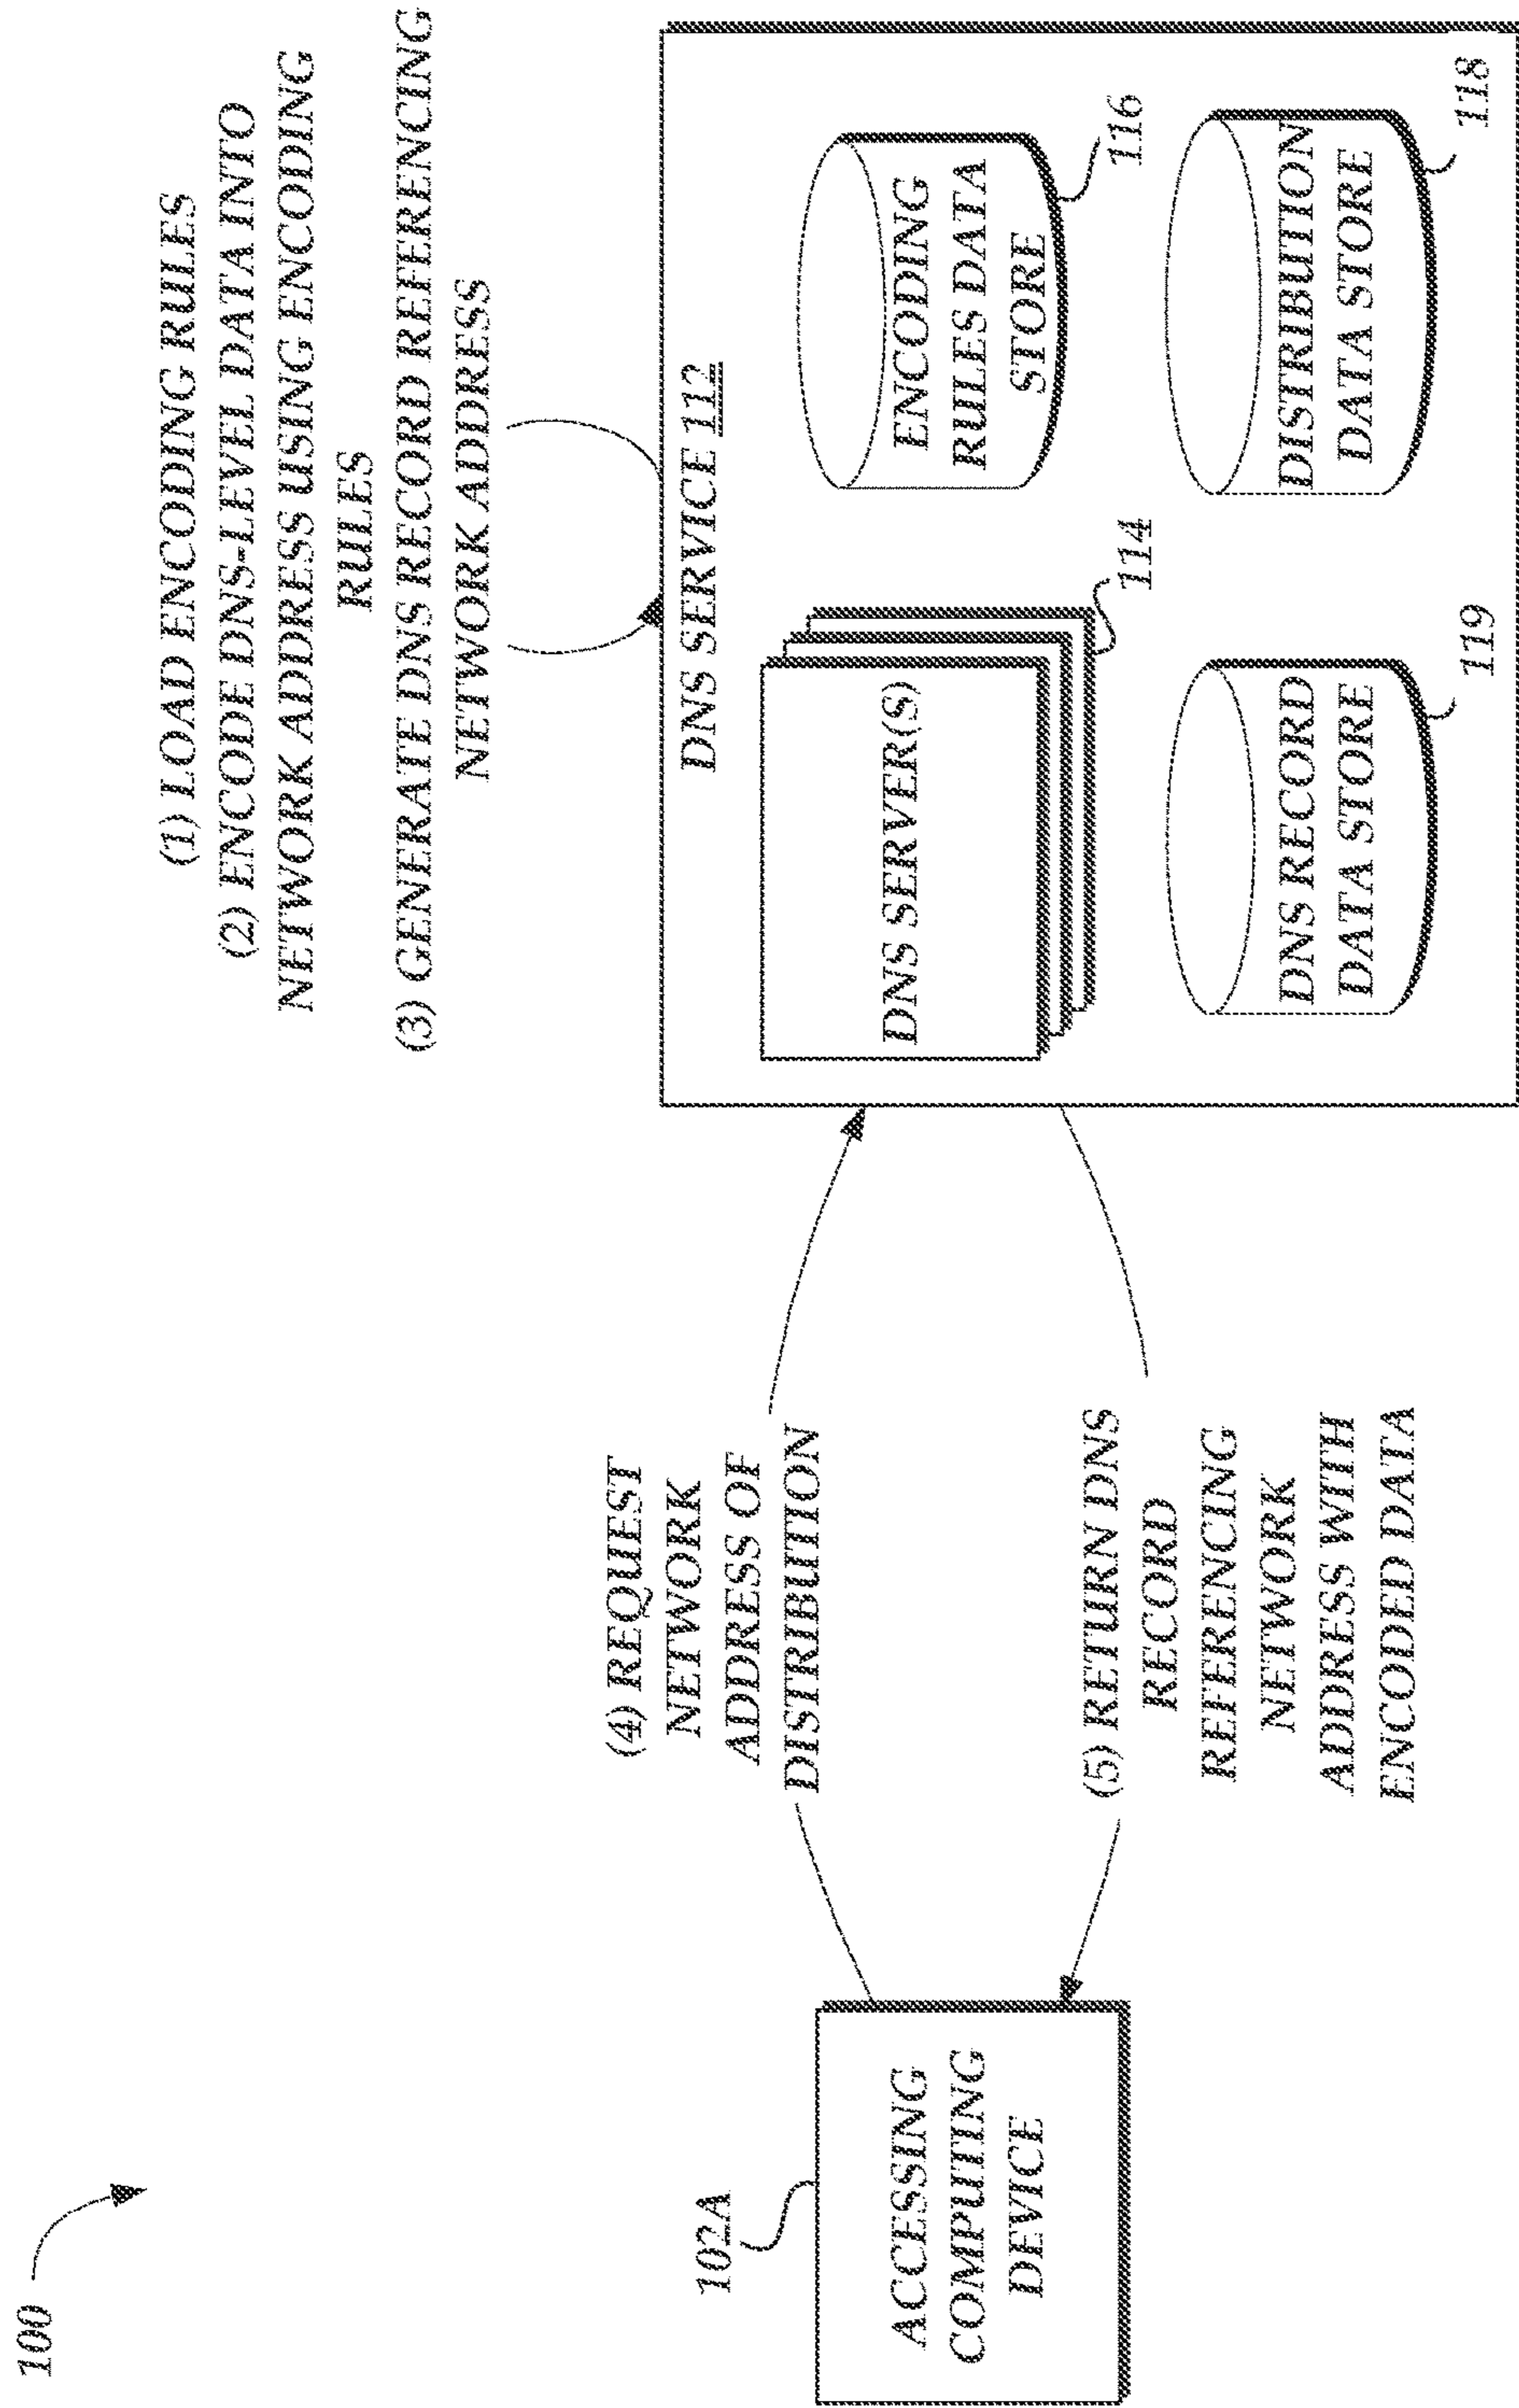 100
(1) LOAD ENCODING RULES
(2) ENCODE DNS-LEVEL DATA INTO
NETWORK ADDRESS USING ENCODING
RULES
(3) GENERATE DNS RECORD REFERENCING
NETWORK ADDRESS
102A
ACCESSING
COMPUTING
DEVICE
(4) REQUEST
NETWORK
ADDRESS OF
DISTRIBUTION
(5) RETURN DNS
RECORD
REFERENCING
NETWORK
ADDRESS WITH
ENCODED DATA
DNS SERVICE 112
DNS SERVER(S)
114
ENCODING
RULES DATA
STORE
116
DNS RECORD
DATA STORE
119
DISTRIBUTION
DATA STORE
118